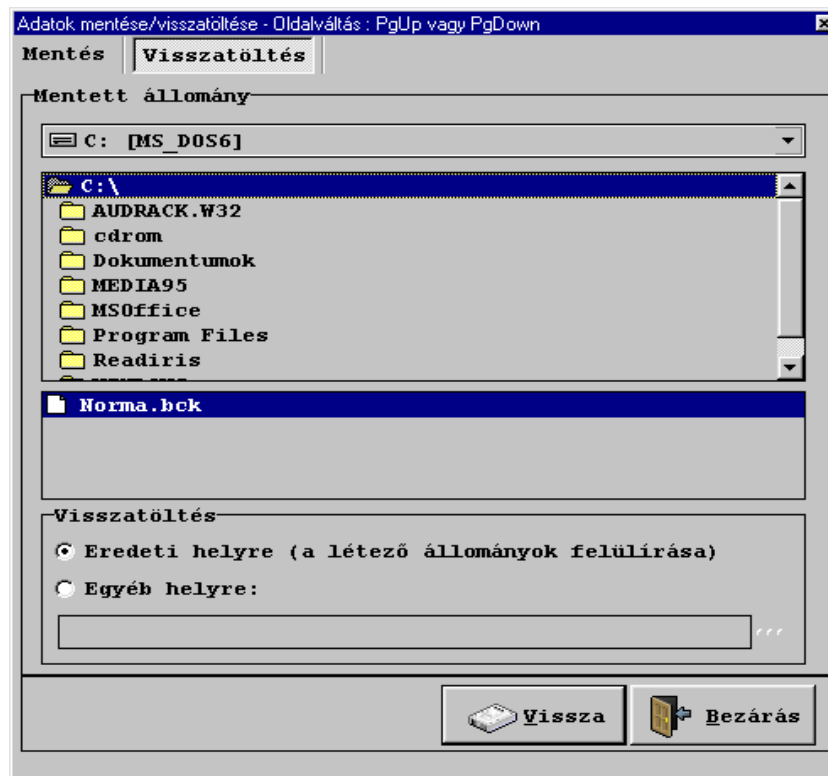 Adatok mentése/visszatöltése - Oldalváltás : PgUp vagy PgDown
Mentés Visszatöltés
Mentett állomány
C: [MS_DOS6]
C:\
AUDRACK.W32
cdrom
Dokumentumok
MEDIA95
MSOffice
Program Files
Readiris
Norma.bck
Visszatöltés
Eredeti helyre (a létező állományok felülírása)
Egyéb helyre:
Vissza Bezárás